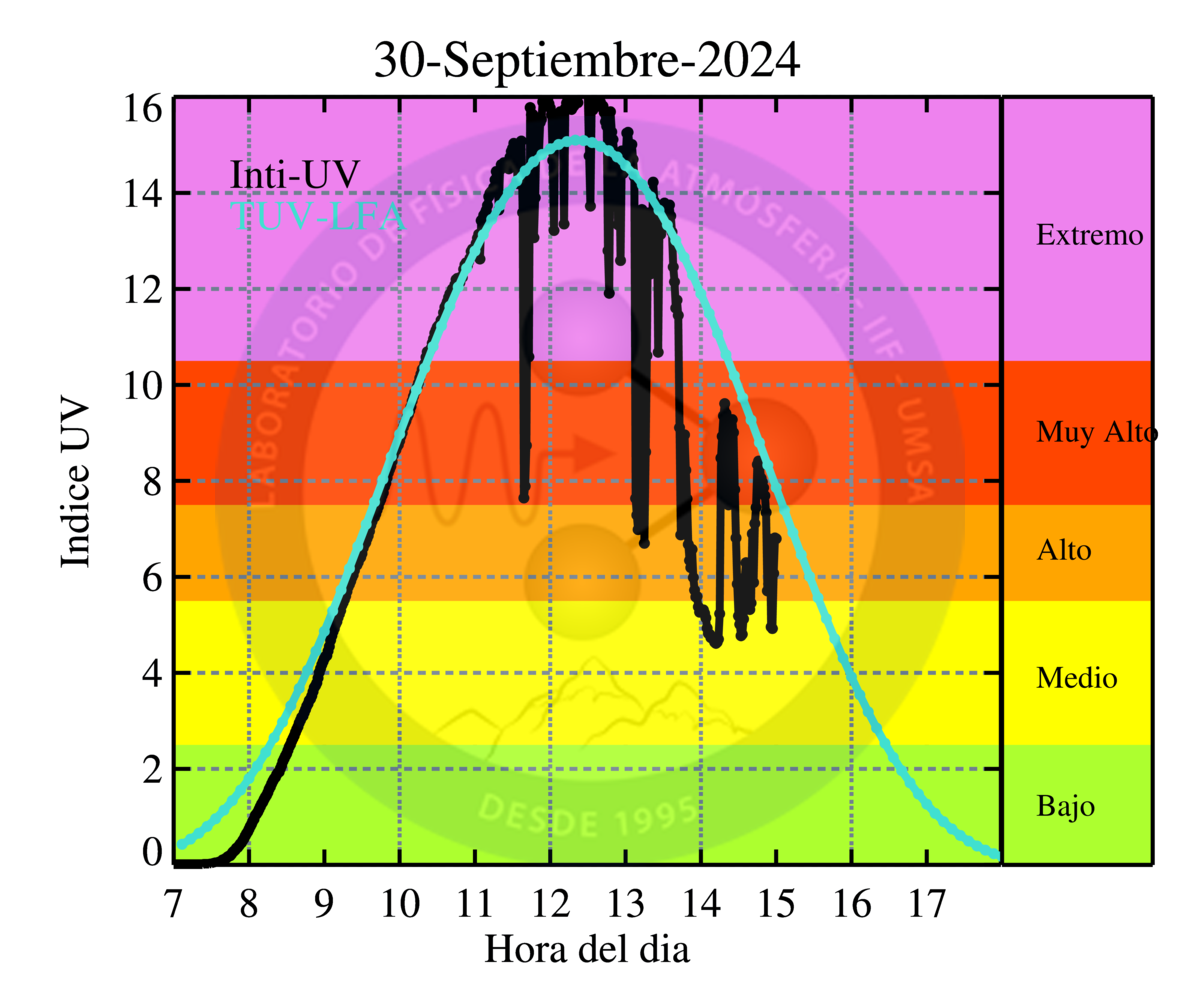 30-Septiembre-2024
Inti-UV
TUV-LFA
Indice UV
16
14
12
10
8
6
4
2
0
7 8 9 10 11 12 13 14 15 16 17
Hora del dia
Extremo
Muy Alto
Alto
Medio
Bajo
LABORATORIO DE FÍSICA DE LA ATMÓSFERA - IIF - UMSA
DESDE 1995